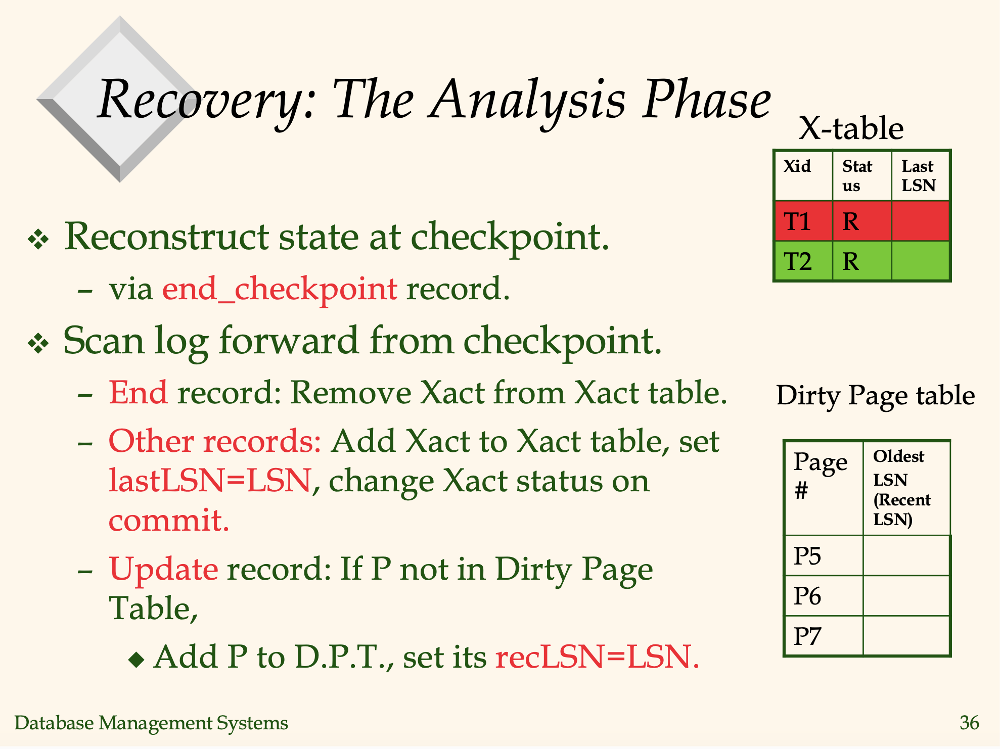 Recovery: The Analysis Phase
X-table
Xid Stat us Last LSN
T1 R
T2 R
❖ Reconstruct state at checkpoint.
– via end_checkpoint record.
❖ Scan log forward from checkpoint.
– End record: Remove Xact from Xact table.
– Other records: Add Xact to Xact table, set
lastLSN=LSN, change Xact status on
commit.
– Update record: If P not in Dirty Page
Table,
◆ Add P to D.P.T., set its recLSN=LSN.
Dirty Page table
Page # Oldest LSN (Recent LSN)
P5
P6
P7
Database Management Systems
36